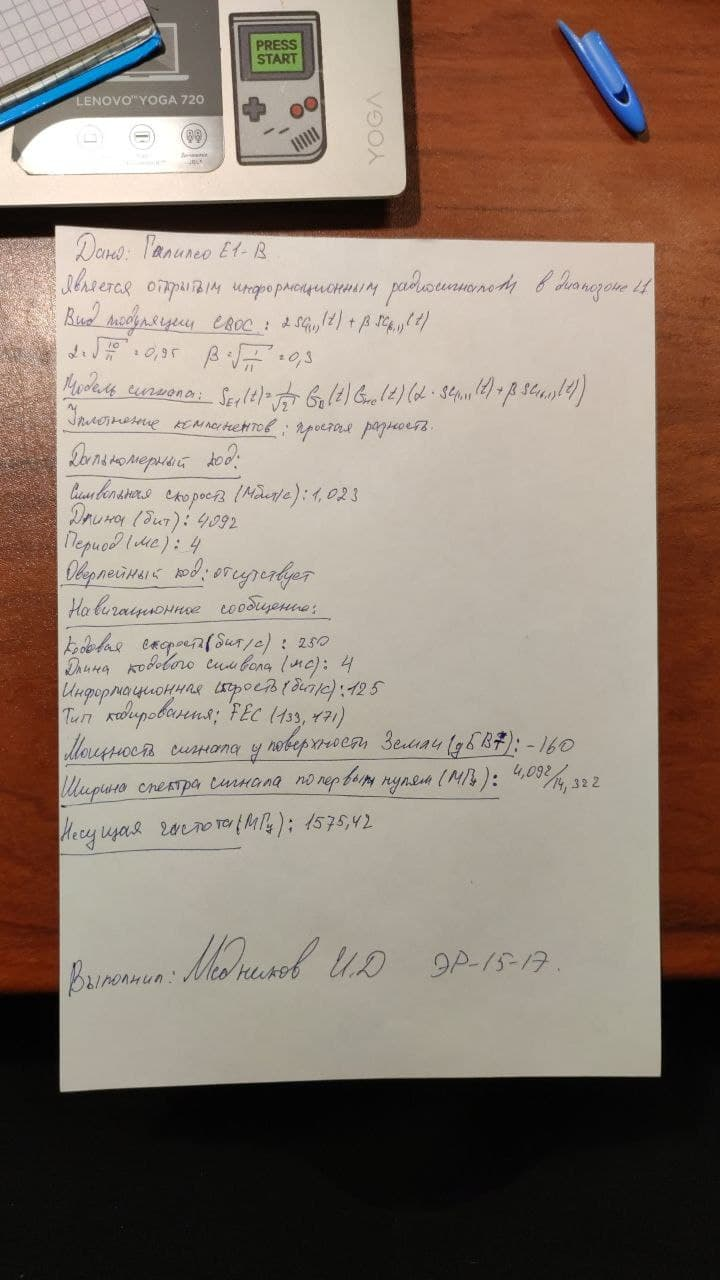 PRESS
START
LENOVO™ YOGA 720
YOGA
Дано: Галилео E1-B
Является открытым информационным радиосигналом в диапозоне L1
Вид модуляции CBOC: α SC(1,1)(t) + β SC(6,1)(t)
α = √10/11 = 0,95 β = √1/11 = 0,3
Модель сигнала: S_E1(t) = 1/√2 G_D(t) G_нс(t) (α · SC(1,1)(t) + β SC(6,1)(t))
Уплотнение компонентов: простая разность.
Дальномерный код:
Символьная скорость (Мбит/с): 1,023
Длина (бит): 4092
Период (мс): 4
Оверлейный код: отсутствует
Навигационное сообщение:
Кодовая скорость (бит/с): 250
Длина кодового символа (мс): 4
Информационная скорость (бит/с): 125
Тип кодирования: FEC (133, 171)
Мощность сигнала у поверхности Земли (дБВт): -160
Ширина спектра сигнала по первым нулям (МГц): 4,092/14,322
Несущая частота (МГц): 1575,42
Выполнил: Медников И.Д ЭР-15-17.